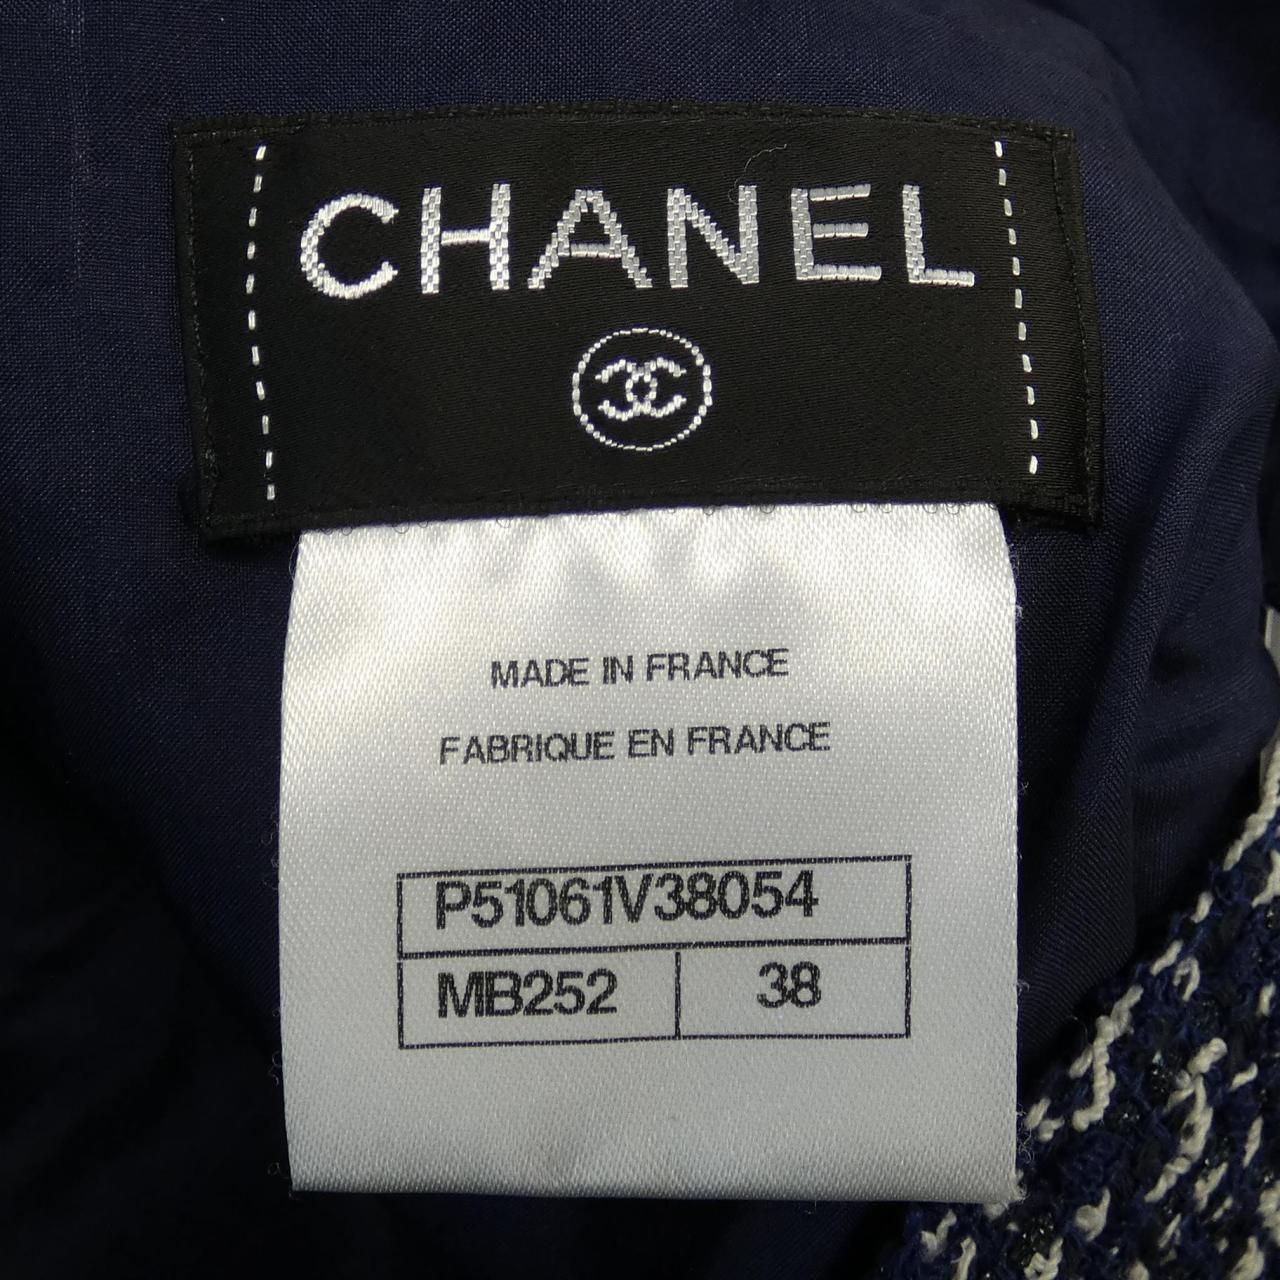 CHANEL
MADE IN FRANCE
FABRIQUE EN FRANCE
P51061V38054
MB252 38